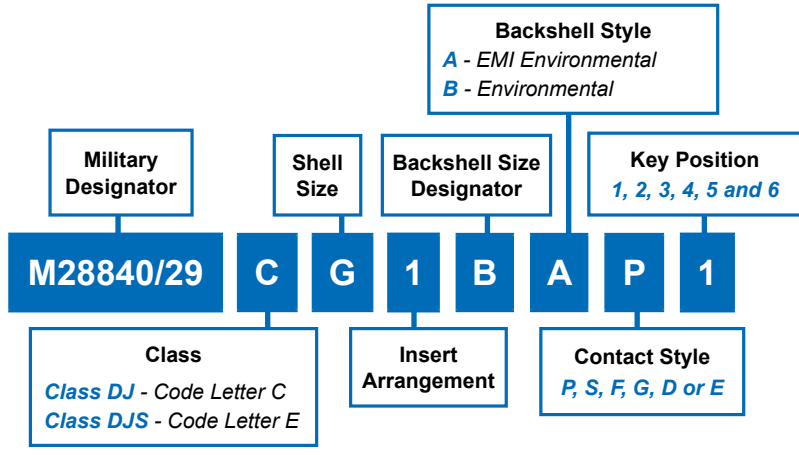 Backshell Style
A - EMI Environmental
B - Environmental
Military
Designator
Shell
Size
Backshell Size
Designator
Key Position
1, 2, 3, 4, 5 and 6
M28840/29 C G 1 B A P 1
Class
Class DJ - Code Letter C
Class DJS - Code Letter E
Insert
Arrangement
Contact Style
P, S, F, G, D or E